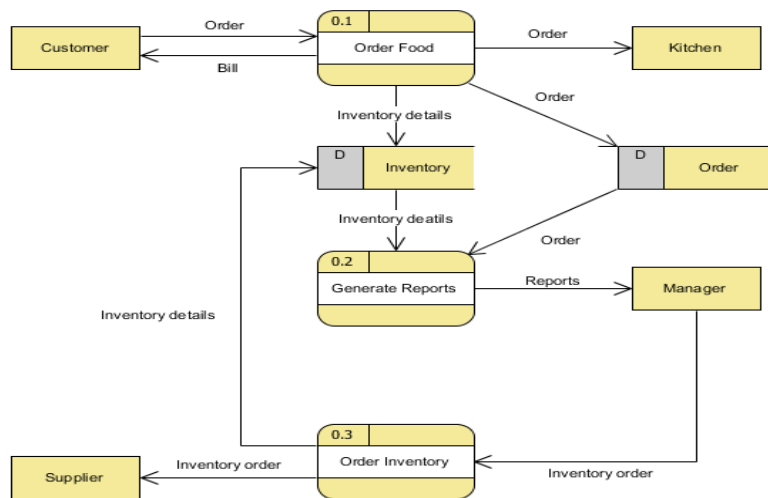 0.1
Order
Order
Customer
Order Food
Kitchen
Bill
Order
Inventory details
D
Inventory
D
Order
Inventory deatils
Order
0.2
Reports
Generate Reports
Manager
Inventory details
0.3
Inventory order
Order Inventory
Inventory order
Supplier